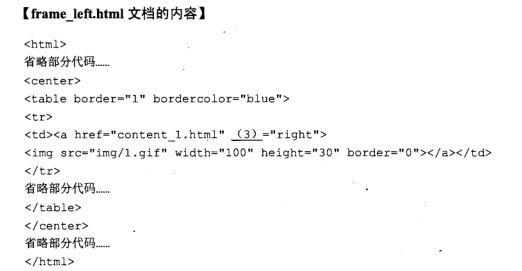 【frame_left.html 文档的内容】
<html>
省略部分代码……
<center>
<table border="1" bordercolor="blue">
<tr>
<td><a href="content_1.html" （3）="right">
<img src="img/1.gif" width="100" height="30" border="0"></a></td>
</tr>
省略部分代码……
</table>
</center>
省略部分代码……
</html>